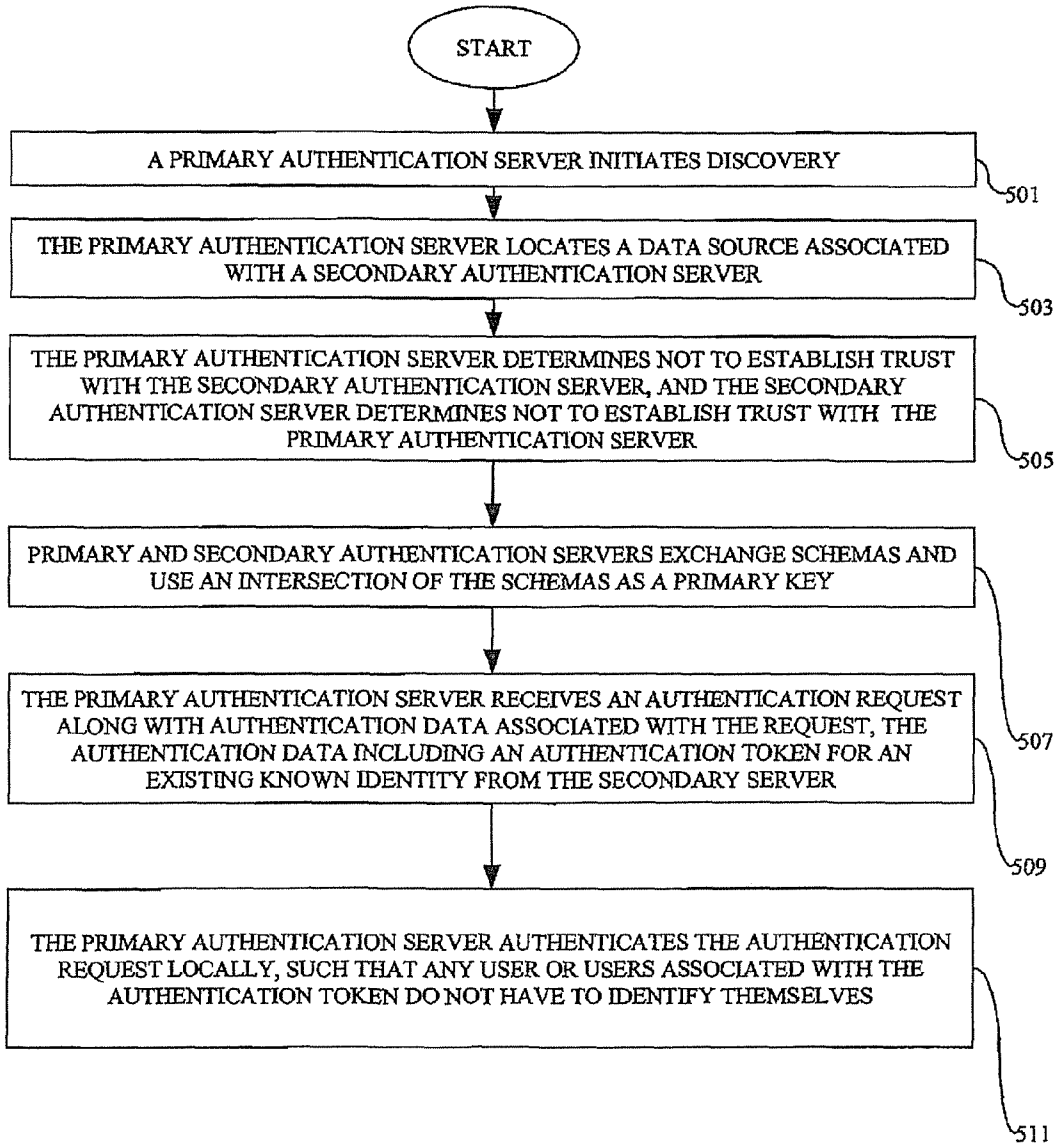 START
A PRIMARY AUTHENTICATION SERVER INITIATES DISCOVERY
501
THE PRIMARY AUTHENTICATION SERVER LOCATES A DATA SOURCE ASSOCIATED
WITH A SECONDARY AUTHENTICATION SERVER
503
THE PRIMARY AUTHENTICATION SERVER DETERMINES NOT TO ESTABLISH TRUST
WITH THE SECONDARY AUTHENTICATION SERVER, AND THE SECONDARY
AUTHENTICATION SERVER DETERMINES NOT TO ESTABLISH TRUST WITH THE
PRIMARY AUTHENTICATION SERVER
505
PRIMARY AND SECONDARY AUTHENTICATION SERVERS EXCHANGE SCHEMAS AND
USE AN INTERSECTION OF THE SCHEMAS AS A PRIMARY KEY
507
THE PRIMARY AUTHENTICATION SERVER RECEIVES AN AUTHENTICATION REQUEST
ALONG WITH AUTHENTICATION DATA ASSOCIATED WITH THE REQUEST, THE
AUTHENTICATION DATA INCLUDING AN AUTHENTICATION TOKEN FOR AN
EXISTING KNOWN IDENTITY FROM THE SECONDARY SERVER
509
THE PRIMARY AUTHENTICATION SERVER AUTHENTICATES THE AUTHENTICATION
REQUEST LOCALLY, SUCH THAT ANY USER OR USERS ASSOCIATED WITH THE
AUTHENTICATION TOKEN DO NOT HAVE TO IDENTIFY THEMSELVES
511